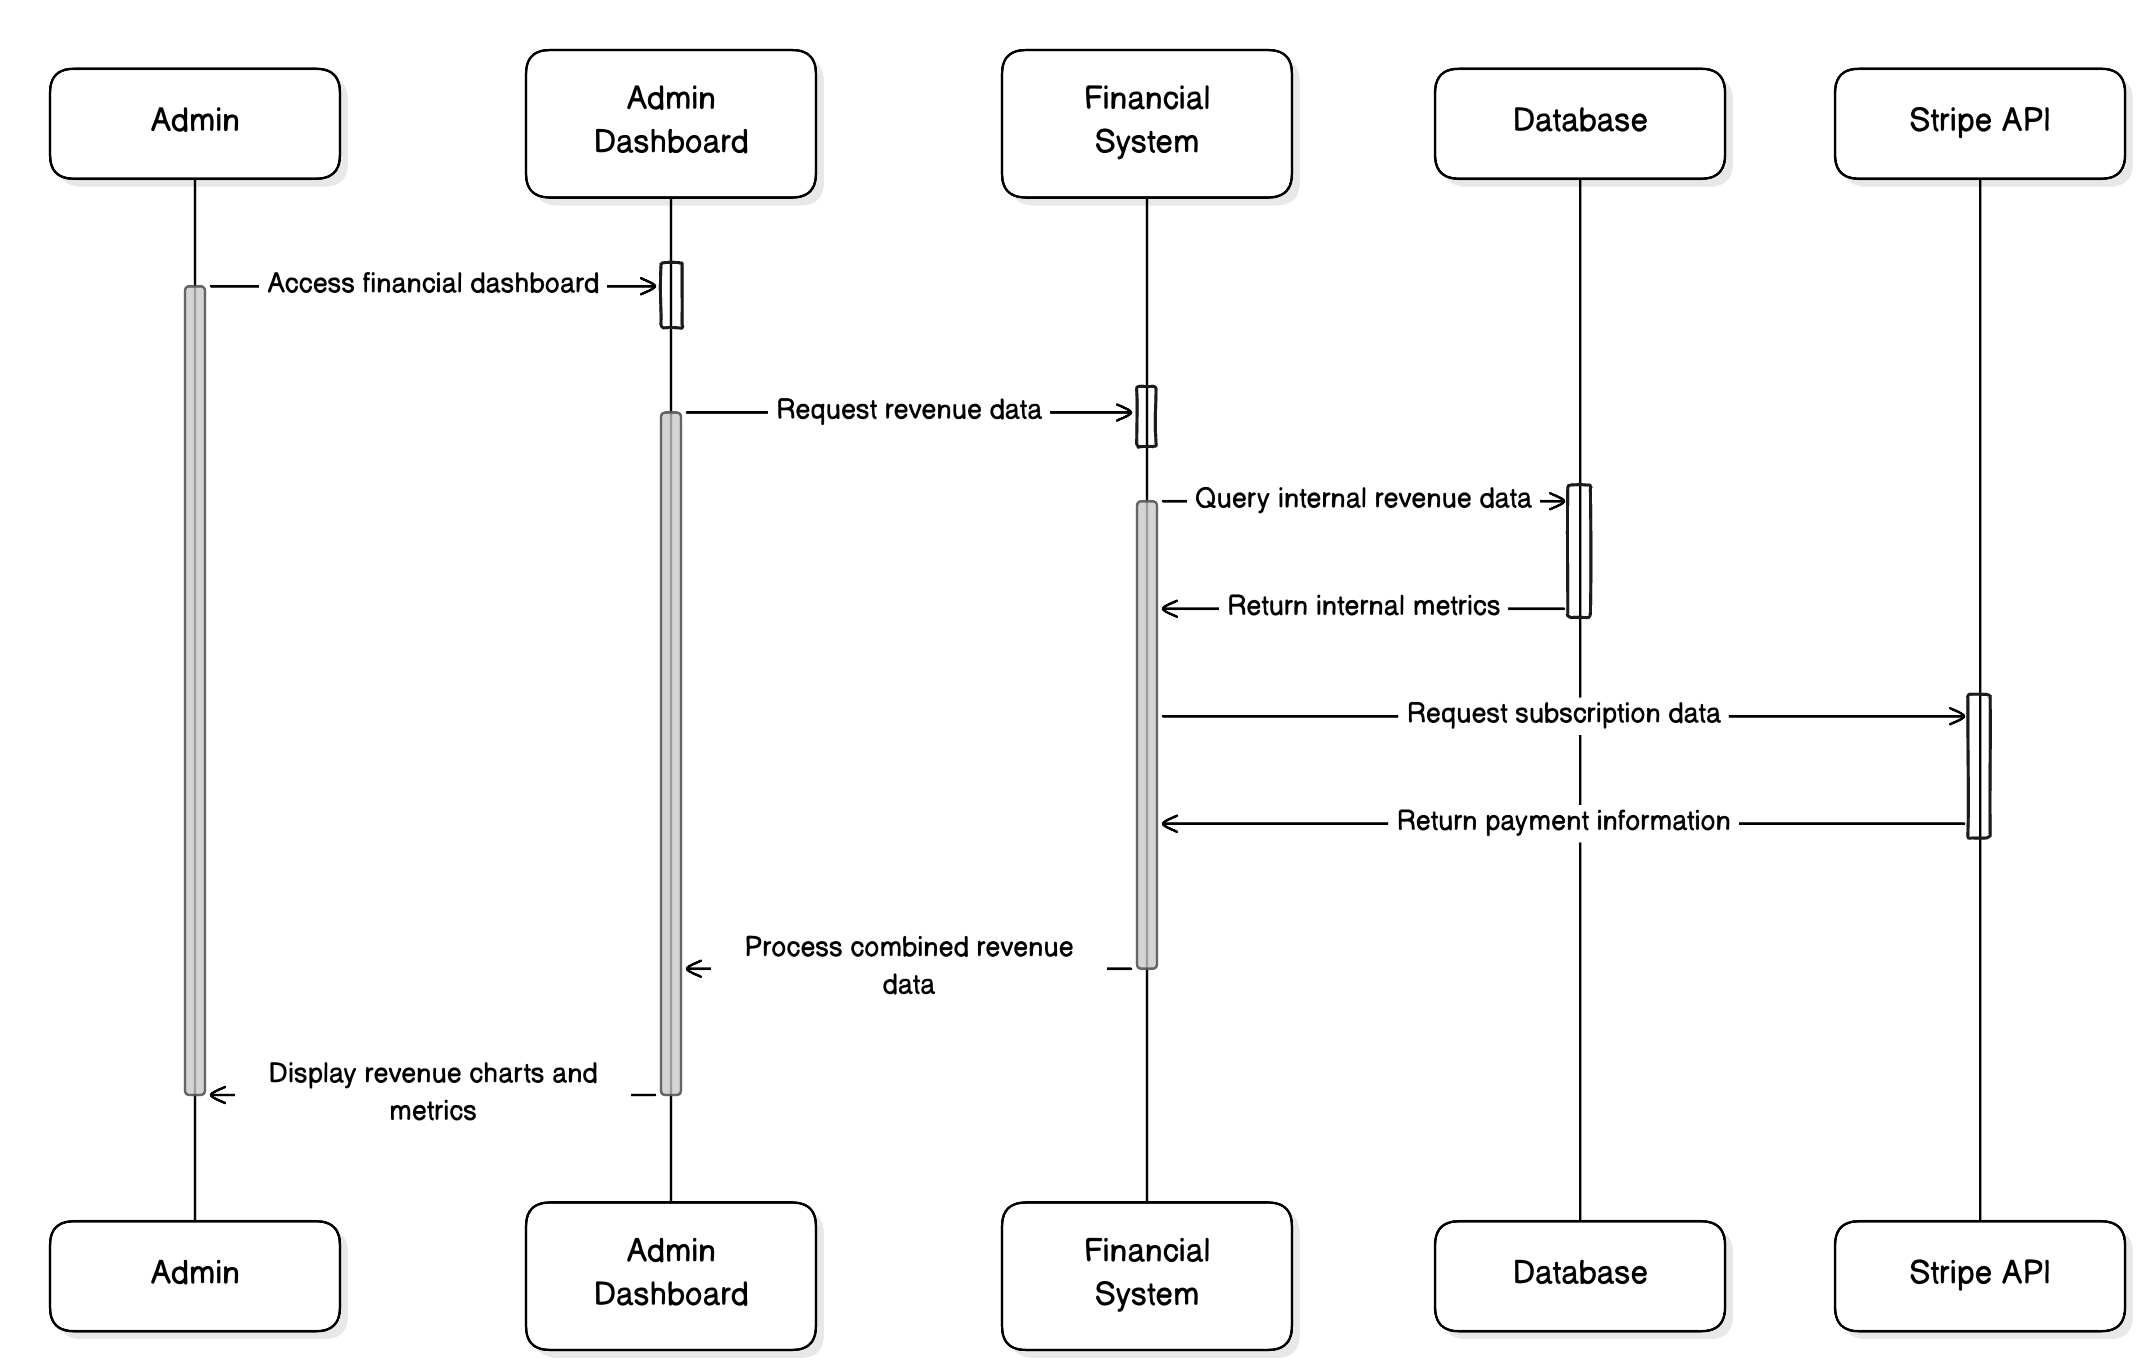 Admin
Admin
Dashboard
Financial
System
Database
Stripe API
Access financial dashboard
Request revenue data
Query internal revenue data
Return internal metrics
Request subscription data
Return payment information
Process combined revenue
data
Display revenue charts and
metrics
Admin
Admin
Dashboard
Financial
System
Database
Stripe API